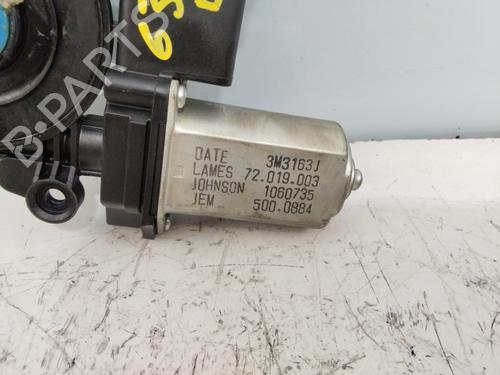 DATE 3M3163J
LAMES 72.019.003
JOHNSON 1060735
JEM 500.0884
B-PARTS